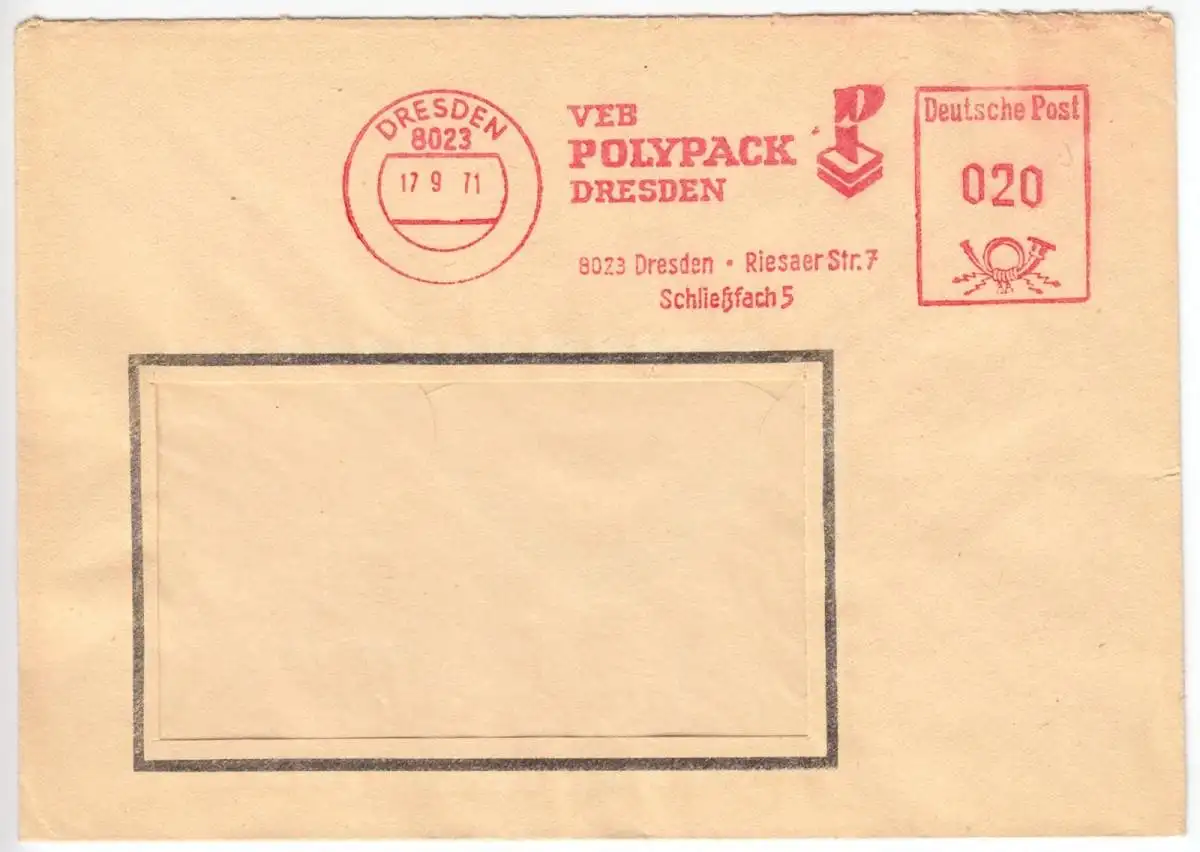 DRESDEN
8023
17 9 71
VEB
POLYPACK
DRESDEN
8023 Dresden • Riesaer Str. 7
Schließfach 5
P
Deutsche Post
020